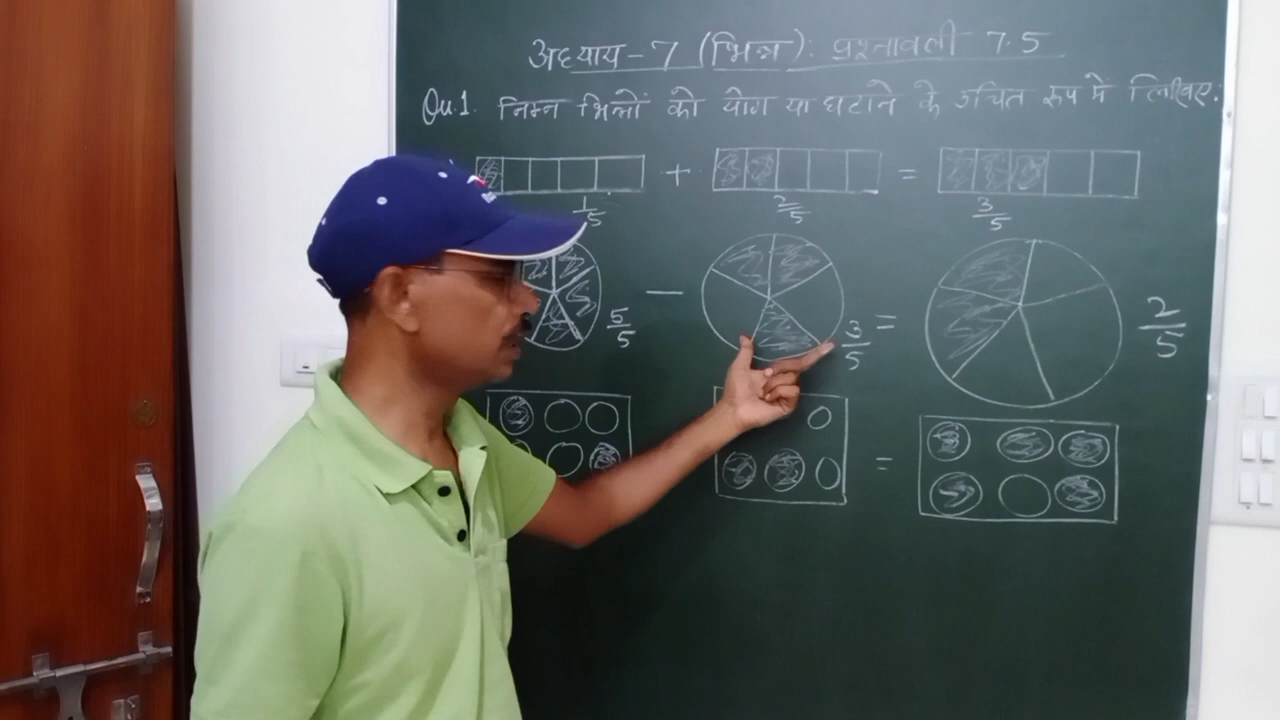 अध्याय - 7 (भिन्न): प्रश्नावली 7.5
Qu.1. निम्न भिन्नों को योग या घटाने के उचित रूप में लिखिए.
+ =
1/5 2/5 3/5
5/5 — 3/5 = 2/5
=